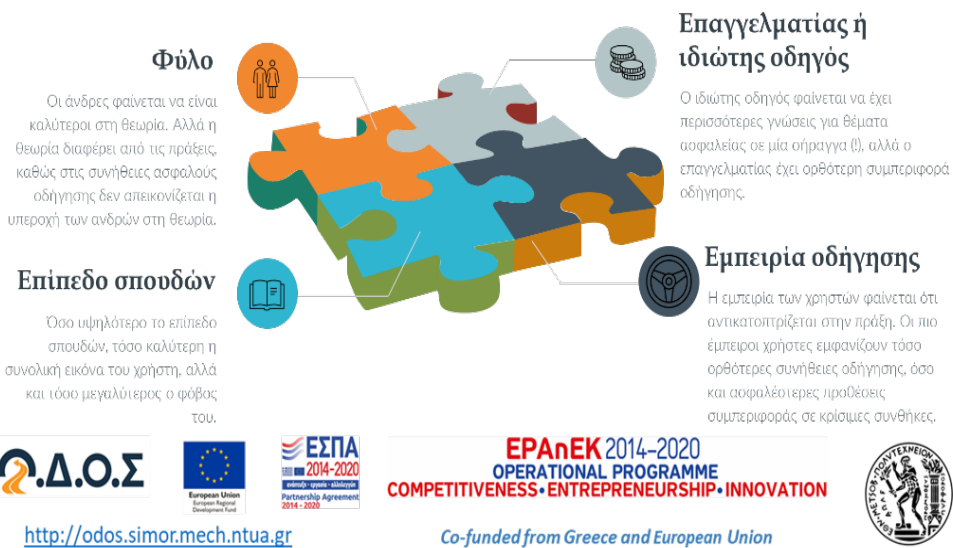 Φύλο
Οι άνδρες φαίνεται να είναι
καλύτεροι στη θεωρία. Αλλά η
θεωρία διαφέρει από τις πράξεις,
καθώς στις συνήθειες ασφαλούς
οδήγησης δεν απεικονίζεται η
υπεροχή των ανδρών στη θεωρία.
Επίπεδο σπουδών
Όσο υψηλότερο το επίπεδο
σπουδών, τόσο καλύτερη η
συνολική εικόνα του χρήστη, αλλά
και τόσο μεγαλύτερος ο φόβος
του.
Επαγγελματίας ή
ιδιώτης οδηγός
Ο ιδιώτης οδηγός φαίνεται να έχει
περισσότερες γνώσεις για θέματα
ασφαλείας σε μία σήραγγα (!), αλλά ο
επαγγελματίας έχει ορθότερη συμπεριφορά
οδήγησης.
Εμπειρία οδήγησης
Η εμπειρία των χρηστών φαίνεται ότι
αντικατοπτρίζεται στην πράξη. Οι πιο
έμπειροι χρήστες εμφανίζουν τόσο
ορθότερες συνήθειες οδήγησης, όσο
και ασφαλέστερες προθέσεις
συμπεριφοράς σε κρίσιμες συνθήκες.
Ο.Δ.Ο.Σ
European Union
European Regional
Development Fund
ΕΣΠΑ
2014-2020
ανάπτυξη - εργασία - αλληλεγγύη
Partnership Agreement
2014 - 2020
EPAnEK 2014–2020
OPERATIONAL PROGRAMME
COMPETITIVENESS•ENTREPRENEURSHIP•INNOVATION
http://odos.simor.mech.ntua.gr
Co-funded from Greece and European Union